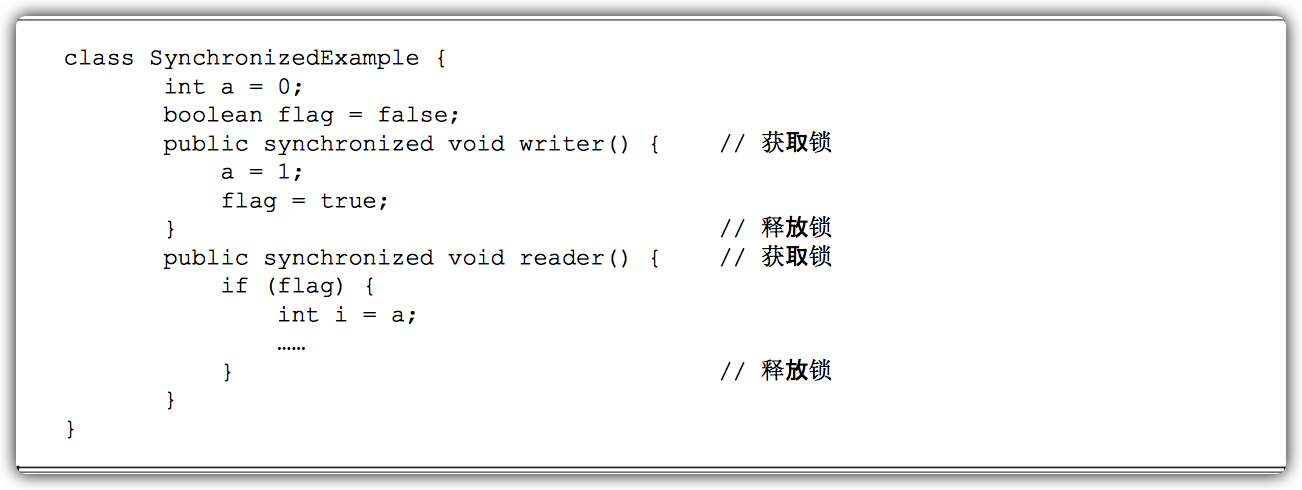 class SynchronizedExample {
int a = 0;
boolean flag = false;
public synchronized void writer() { // 获取锁
a = 1;
flag = true;
} // 释放锁
public synchronized void reader() { // 获取锁
if (flag) {
int i = a;
……
} // 释放锁
}
}